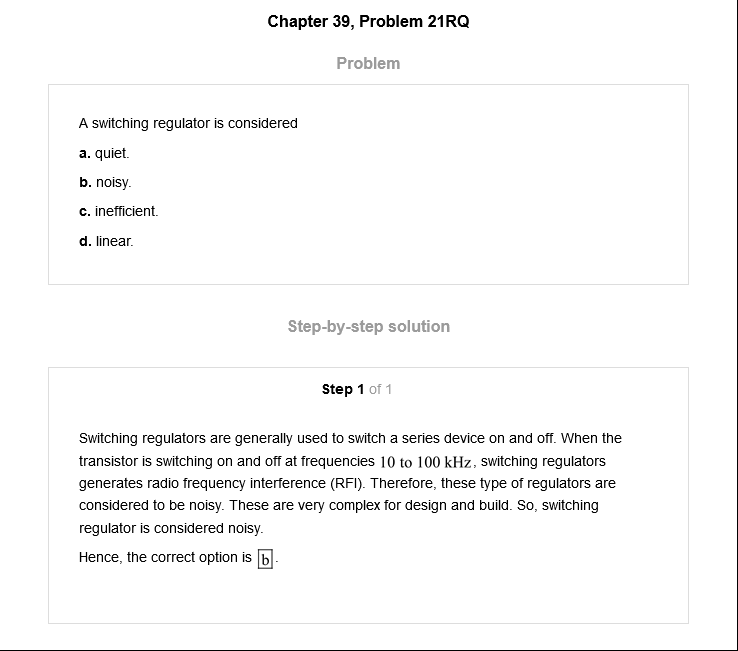 Chapter 39, Problem 21RQ
Problem
A switching regulator is considered
a. quiet.
b. noisy.
c. inefficient.
d. linear.
Step-by-step solution
Step 1 of 1
Switching regulators are generally used to switch a series device on and off. When the
transistor is switching on and off at frequencies 10 to 100 kHz, switching regulators
generates radio frequency interference (RFI). Therefore, these type of regulators are
considered to be noisy. These are very complex for design and build. So, switching
regulator is considered noisy.
Hence, the correct option is b.